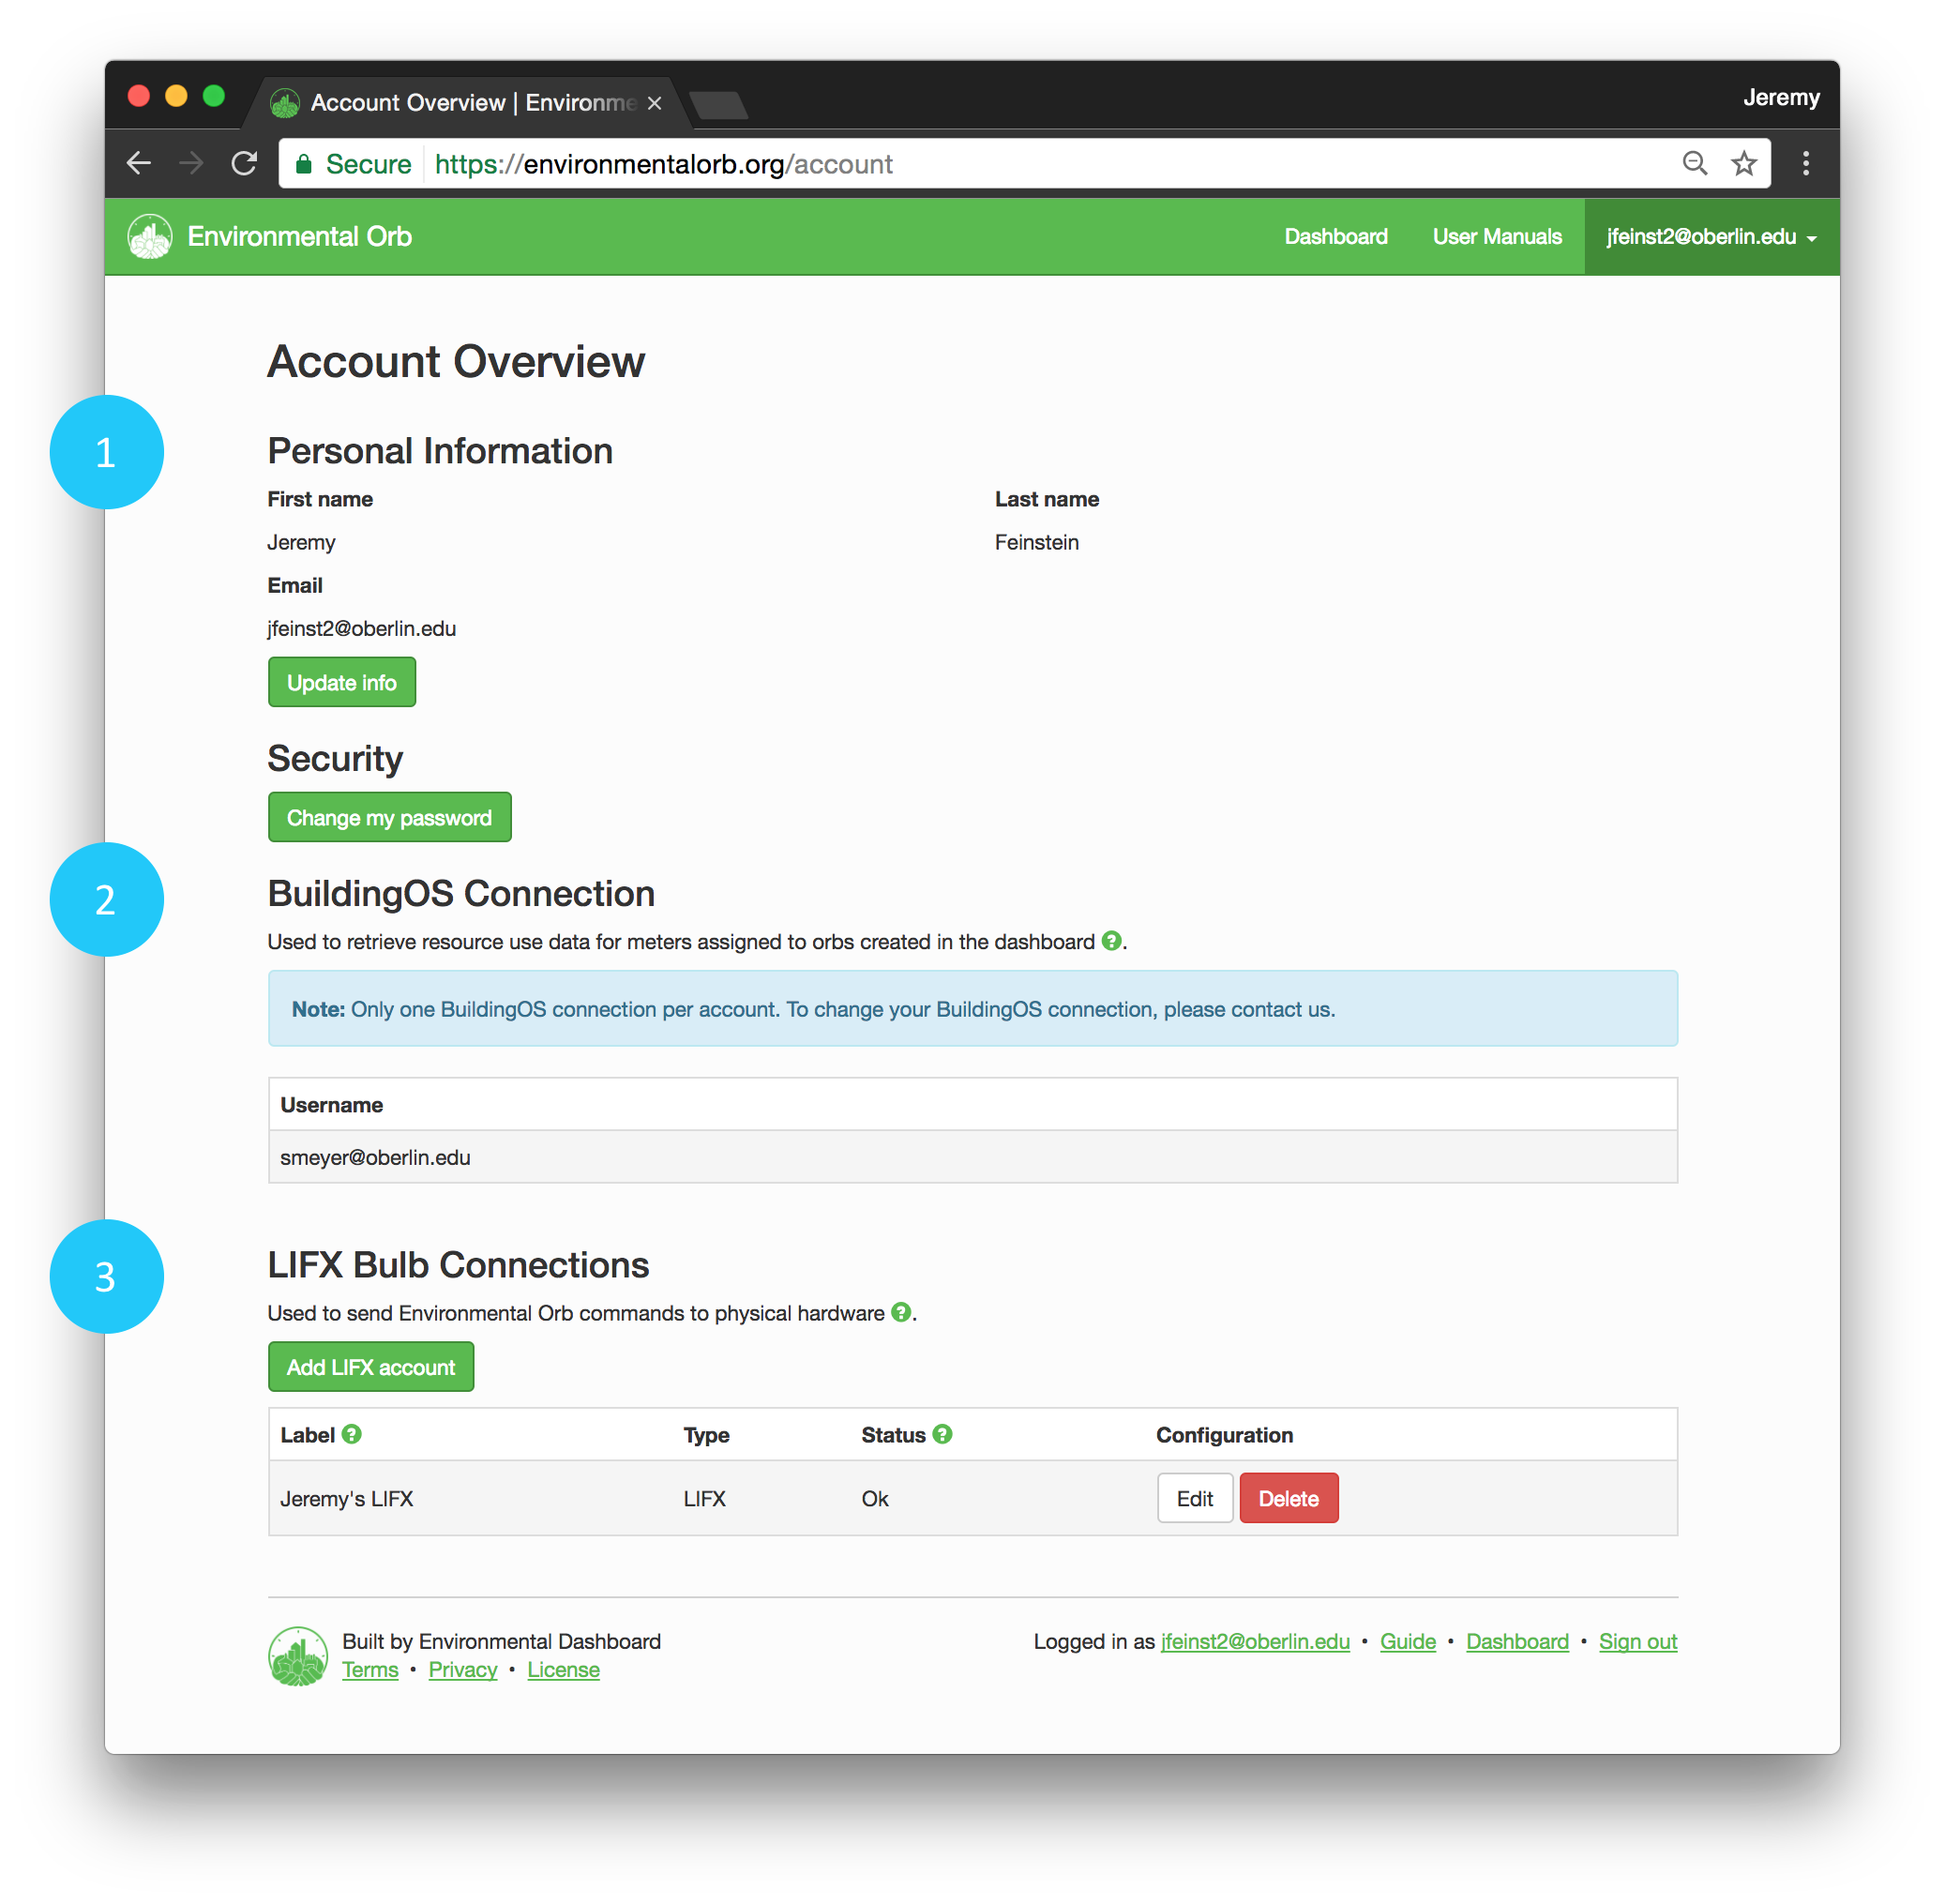 Account Overview | Environme
Jeremy
Secure https://environmentalorb.org/account
Environmental Orb Dashboard User Manuals jfeinst2@oberlin.edu
Account Overview
1
Personal Information
First name Last name
Jeremy Feinstein
Email
jfeinst2@oberlin.edu
Update info
Security
Change my password
2
BuildingOS Connection
Used to retrieve resource use data for meters assigned to orbs created in the dashboard ?.
Note: Only one BuildingOS connection per account. To change your BuildingOS connection, please contact us.
Username
smeyer@oberlin.edu
3
LIFX Bulb Connections
Used to send Environmental Orb commands to physical hardware ?.
Add LIFX account
Label ? Type Status ? Configuration
Jeremy's LIFX LIFX Ok Edit Delete
Built by Environmental Dashboard Logged in as jfeinst2@oberlin.edu • Guide • Dashboard • Sign out
Terms • Privacy • License